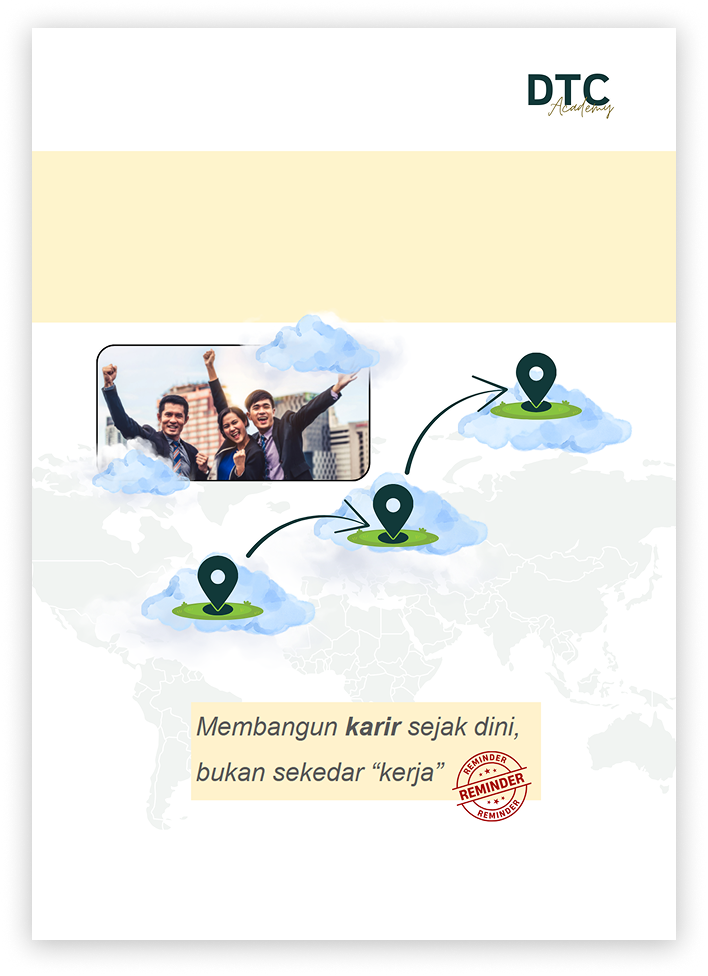 DTC
Academy
Membangun karir sejak dini,
bukan sekedar “kerja”
REMINDER
REMINDER
REMINDER